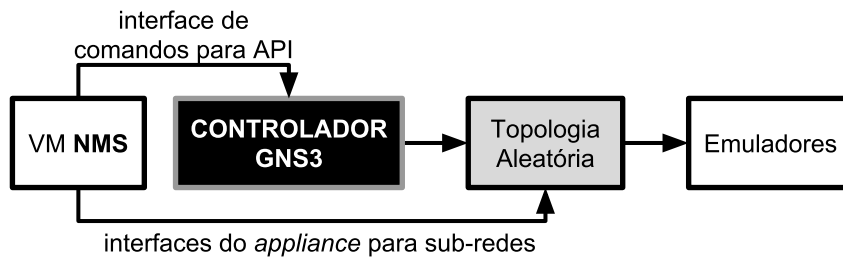 interface de
comandos para API
VM NMS
CONTROLADOR
GNS3
Topologia
Aleatória
Emuladores
interfaces do appliance para sub-redes